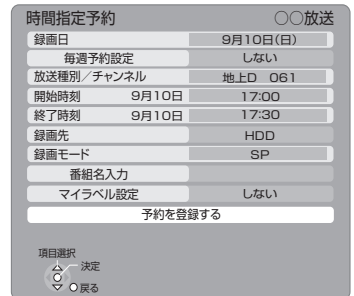 時間指定予約 〇〇放送
録画日 9月10日(日)
毎週予約設定 しない
放送種別／チャンネル 地上D 061
開始時刻 9月10日 17:00
終了時刻 9月10日 17:30
録画先 HDD
録画モード SP
番組名入力
マイラベル設定 しない
予約を登録する
項目選択
決定
戻る